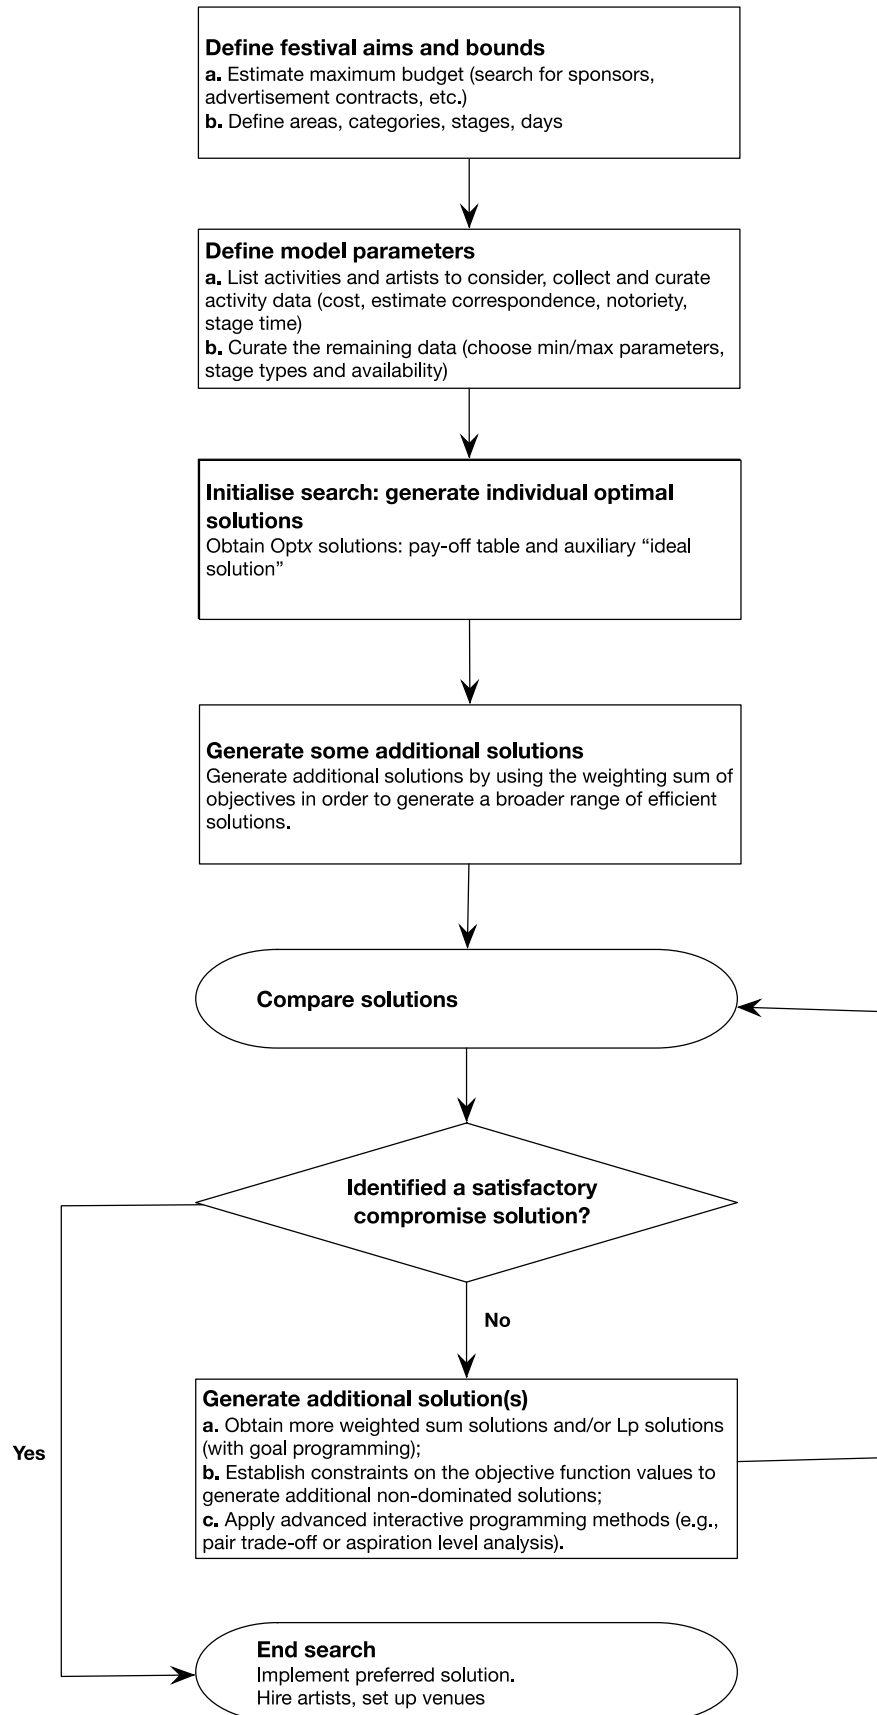 Define festival aims and bounds
a. Estimate maximum budget (search for sponsors,
advertisement contracts, etc.)
b. Define areas, categories, stages, days
Define model parameters
a. List activities and artists to consider, collect and curate
activity data (cost, estimate correspondence, notoriety,
stage time)
b. Curate the remaining data (choose min/max parameters,
stage types and availability)
Initialise search: generate individual optimal
solutions
Obtain Optx solutions: pay-off table and auxiliary “ideal
solution”
Generate some additional solutions
Generate additional solutions by using the weighting sum of
objectives in order to generate a broader range of efficient
solutions.
Compare solutions
Identified a satisfactory
compromise solution?
No
Generate additional solution(s)
a. Obtain more weighted sum solutions and/or Lp solutions
(with goal programming);
b. Establish constraints on the objective function values to
generate additional non-dominated solutions;
c. Apply advanced interactive programming methods (e.g.,
pair trade-off or aspiration level analysis).
Yes
End search
Implement preferred solution.
Hire artists, set up venues